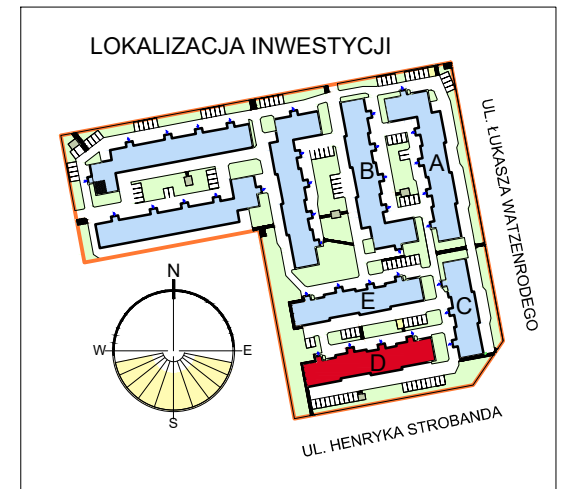 LOKALIZACJA INWESTYCJI
UL. ŁUKASZA WATZENRODEGO
A
B
C
E
D
N
W
E
S
UL. HENRYKA STROBANDA